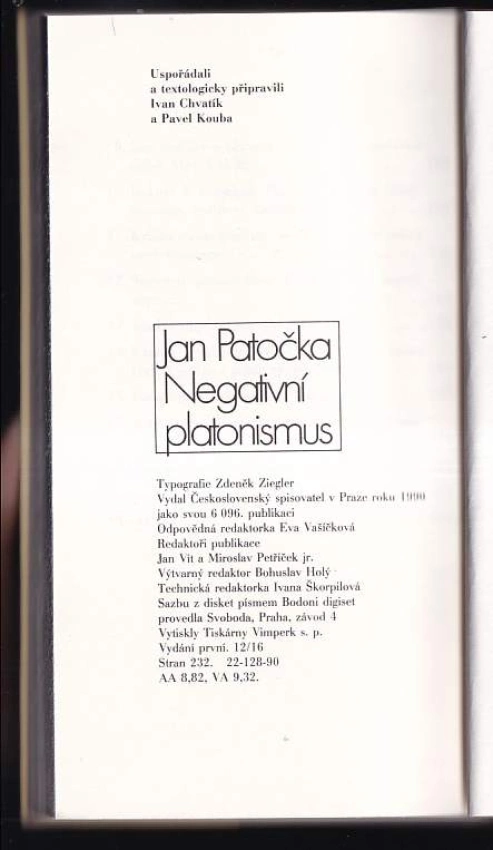 Uspořádali
a textologicky připravili
Ivan Chvatík
a Pavel Kouba
Jan Patočka
Negativní
platonismus
Typografie Zdeněk Ziegler
Vydal Československý spisovatel v Praze roku 1990
jako svou 6 096. publikaci
Odpovědná redaktorka Eva Vašíčková
Redaktoři publikace
Jan Vít a Miroslav Petříček jr.
Výtvarný redaktor Bohuslav Holý
Technická redaktorka Ivana Škorpilová
Sazbu z disket písmem Bodoni digiset
provedla Svoboda, Praha, závod 4
Vytiskly Tiskárny Vimperk s. p.
Vydání první. 12/16
Stran 232. 22-128-90
AA 8,82, VA 9,32.